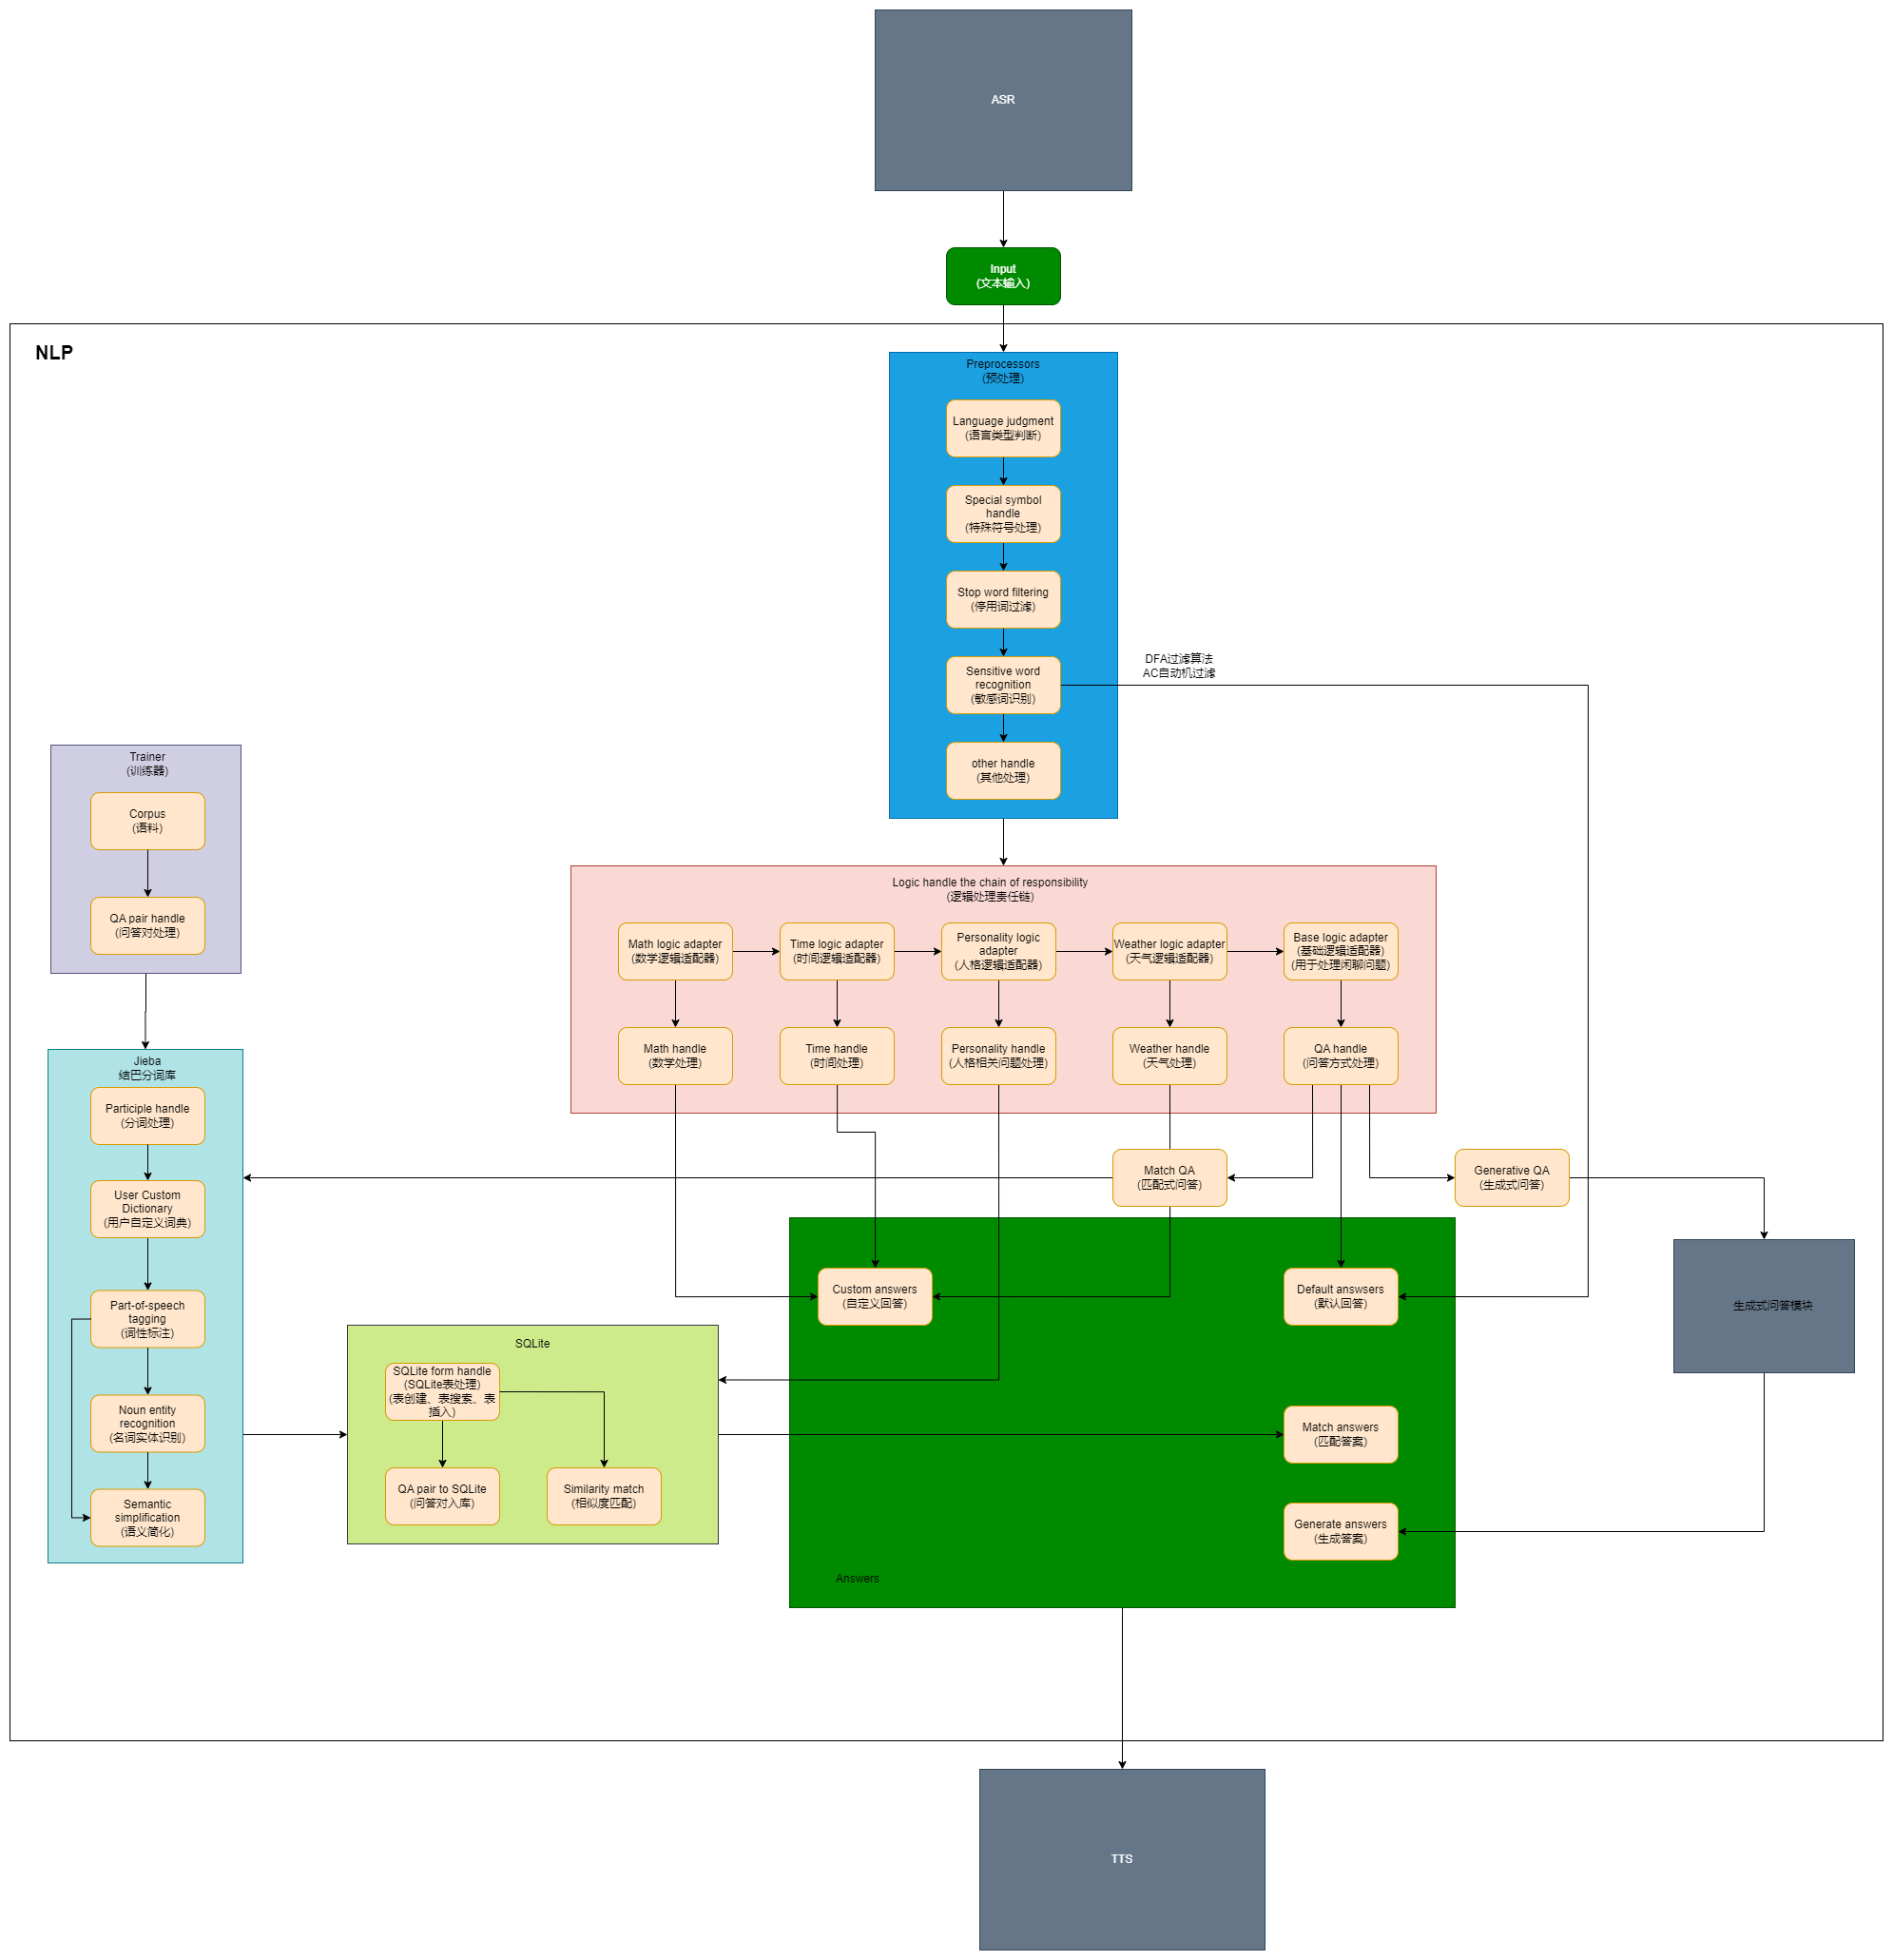 ASR
Input
(文本输入)
NLP
Preprocessors
(预处理)
Language judgment
(语言类型判断)
Special symbol
handle
(特殊符号处理)
Stop word filtering
(停用词过滤)
Sensitive word
recognition
(敏感词识别)
DFA过滤算法
AC自动机过滤
other handle
(其他处理)
Trainer
(训练器)
Corpus
(语料)
QA pair handle
(问答对处理)
Logic handle the chain of responsibility
(逻辑处理责任链)
Math logic adapter
(数学逻辑适配器)
Time logic adapter
(时间逻辑适配器)
Personality logic
adapter
(人格逻辑适配器)
Weather logic adapter
(天气逻辑适配器)
Base logic adapter
(基础逻辑适配器)
(用于处理闲聊问题)
Math handle
(数学处理)
Time handle
(时间处理)
Personality handle
(人格相关问题处理)
Weather handle
(天气处理)
QA handle
(问答方式处理)
Jieba
结巴分词库
Participle handle
(分词处理)
User Custom
Dictionary
(用户自定义词典)
Part-of-speech
tagging
(词性标注)
Noun entity
recognition
(名词实体识别)
Semantic
simplification
(语义简化)
Match QA
(匹配式问答)
Generative QA
(生成式问答)
Custom answers
(自定义回答)
Default answsers
(默认回答)
生成式问答模块
SQLite
SQLite form handle
(SQLite表处理)
(表创建、表搜索、表
插入)
QA pair to SQLite
(问答对入库)
Similarity match
(相似度匹配)
Match answers
(匹配答案)
Generate answers
(生成答案)
Answers
TTS